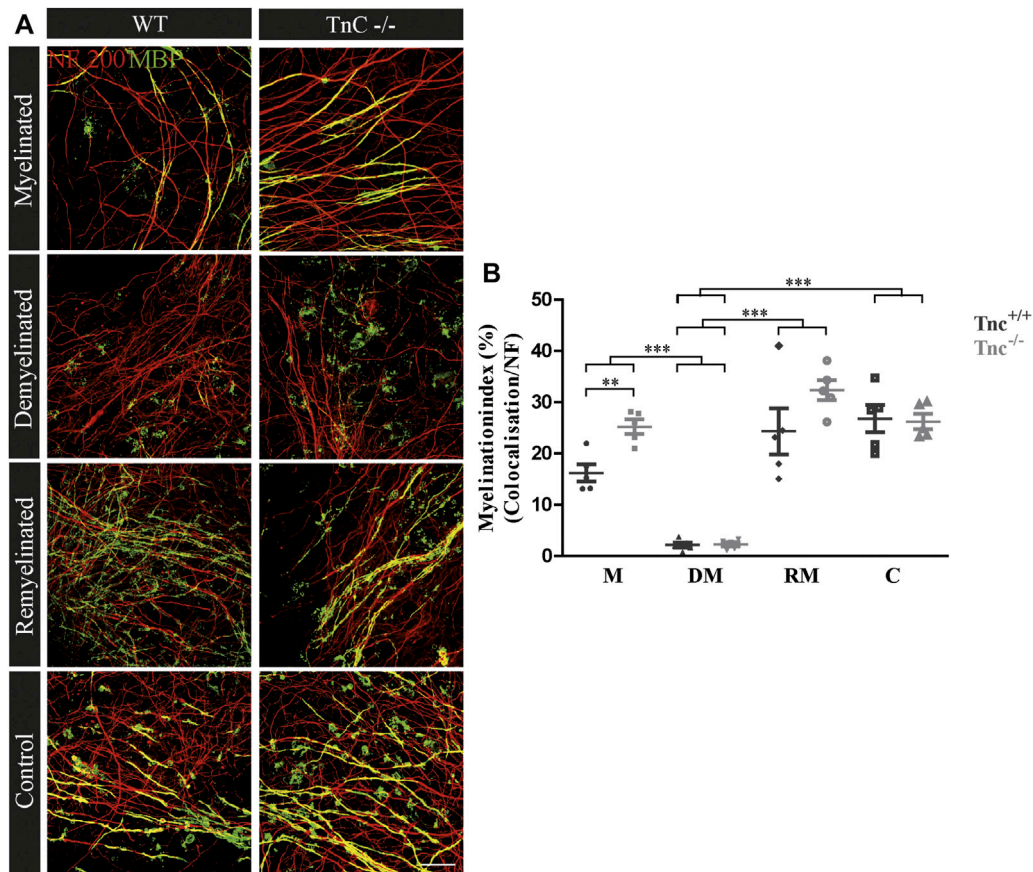 A
WT
TnC -/-
Myelinated
NF 200 MBP
Demyelinated
Remyelinated
Control
B
Myelinationindex (%)
(Colocalisation/NF)
50
40
30
20
10
0
***
***
***
**
M
DM
RM
C
Tnc+/+
Tnc-/-